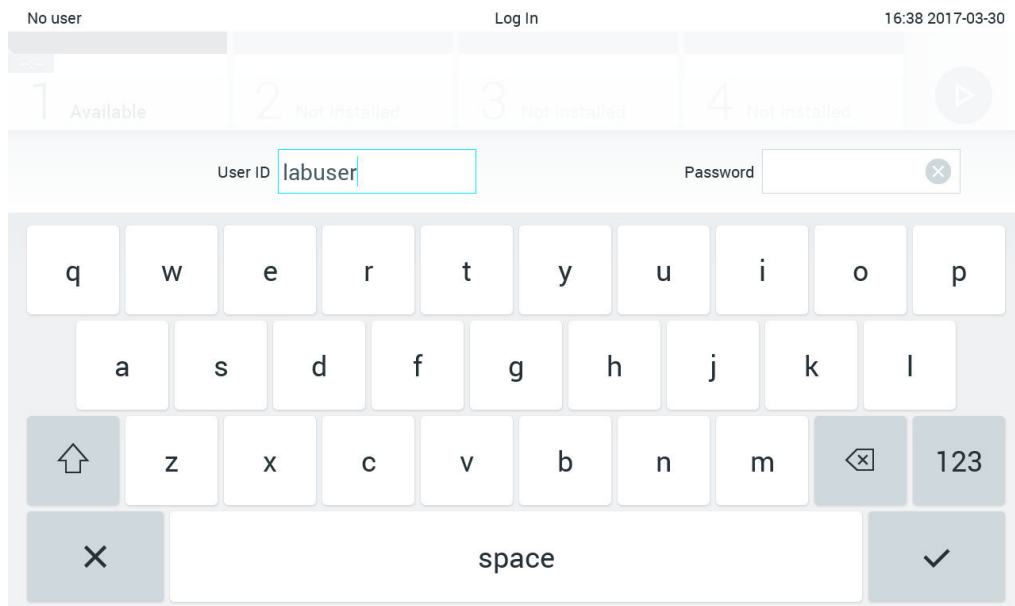 No user Log In 16:38 2017-03-30
--:--
1 Available 2 Not installed 3 Not installed 4 Not installed
User ID labuser Password
q w e r t y u i o p
a s d f g h j k l
z x c v b n m 123
space